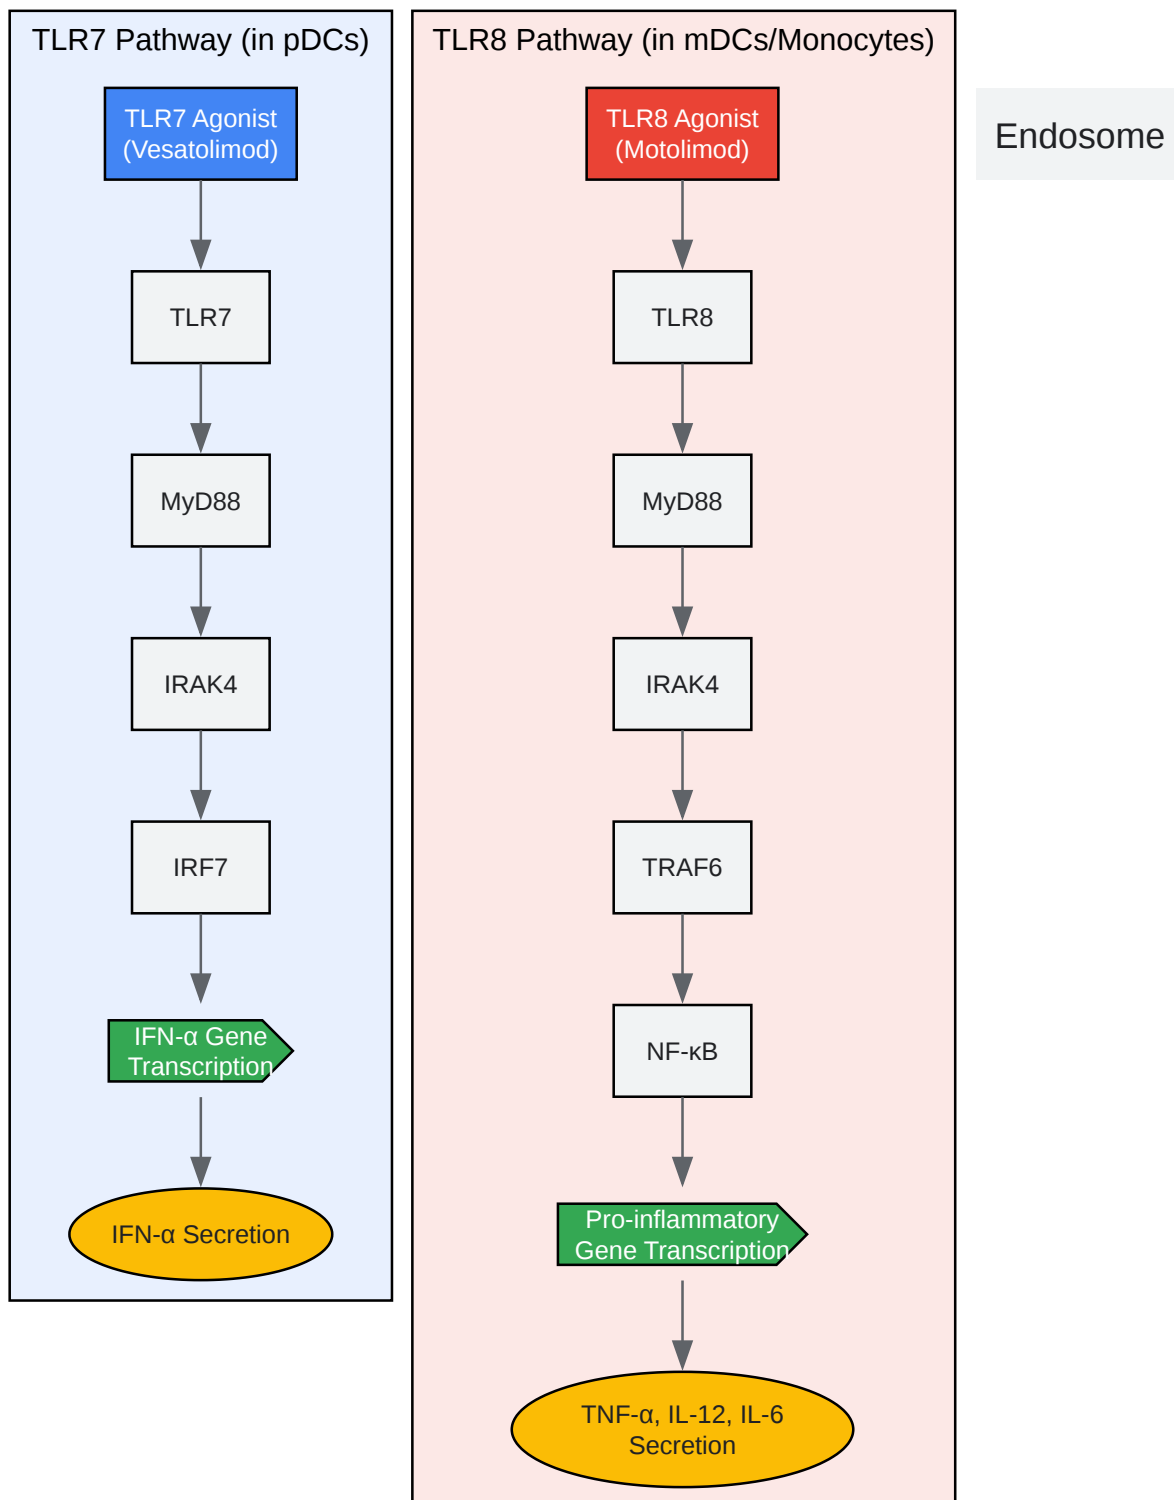 TLR7 Pathway (in pDCs)
TLR7 Agonist
(Vesatolimod)
TLR7
MyD88
IRAK4
IRF7
IFN-α Gene
Transcription
IFN-α Secretion
TLR8 Pathway (in mDCs/Monocytes)
TLR8 Agonist
(Motolimod)
TLR8
MyD88
IRAK4
TRAF6
NF-κB
Pro-inflammatory
Gene Transcription
TNF-α, IL-12, IL-6
Secretion
Endosome